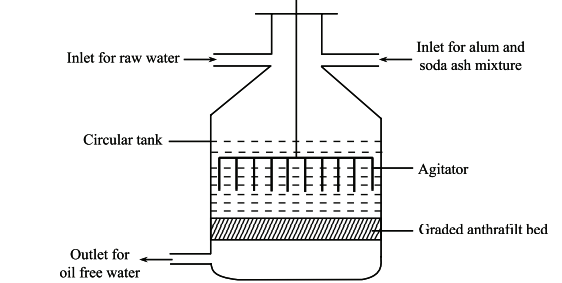 Inlet for raw water
Inlet for alum and
soda ash mixture
Circular tank
Agitator
Graded anthrafilt bed
Outlet for
oil free water